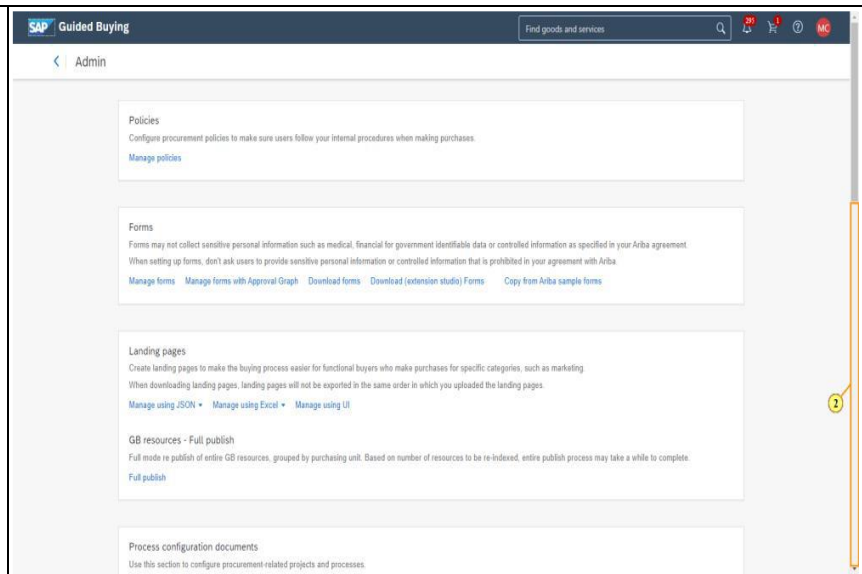 SAP Guided Buying
Find goods and services
295
1
MC
Admin
Policies
Configure procurement policies to make sure users follow your internal procedures when making purchases.
Manage policies
Forms
Forms may not collect sensitive personal information such as medical, financial for government identifiable data or controlled information as specified in your Ariba agreement.
When setting up forms, don't ask users to provide sensitive personal information or controlled information that is prohibited in your agreement with Ariba.
Manage forms Manage forms with Approval Graph Download forms Download (extension studio) Forms Copy from Ariba sample forms
Landing pages
Create landing pages to make the buying process easier for functional buyers who make purchases for specific categories, such as marketing.
When downloading landing pages, landing pages will not be exported in the same order in which you uploaded the landing pages.
Manage using JSON Manage using Excel Manage using UI
2
GB resources - Full publish
Full mode re publish of entire GB resources, grouped by purchasing unit. Based on number of resources to be re-indexed, entire publish process may take a while to complete.
Full publish
Process configuration documents
Use this section to configure procurement-related projects and processes.